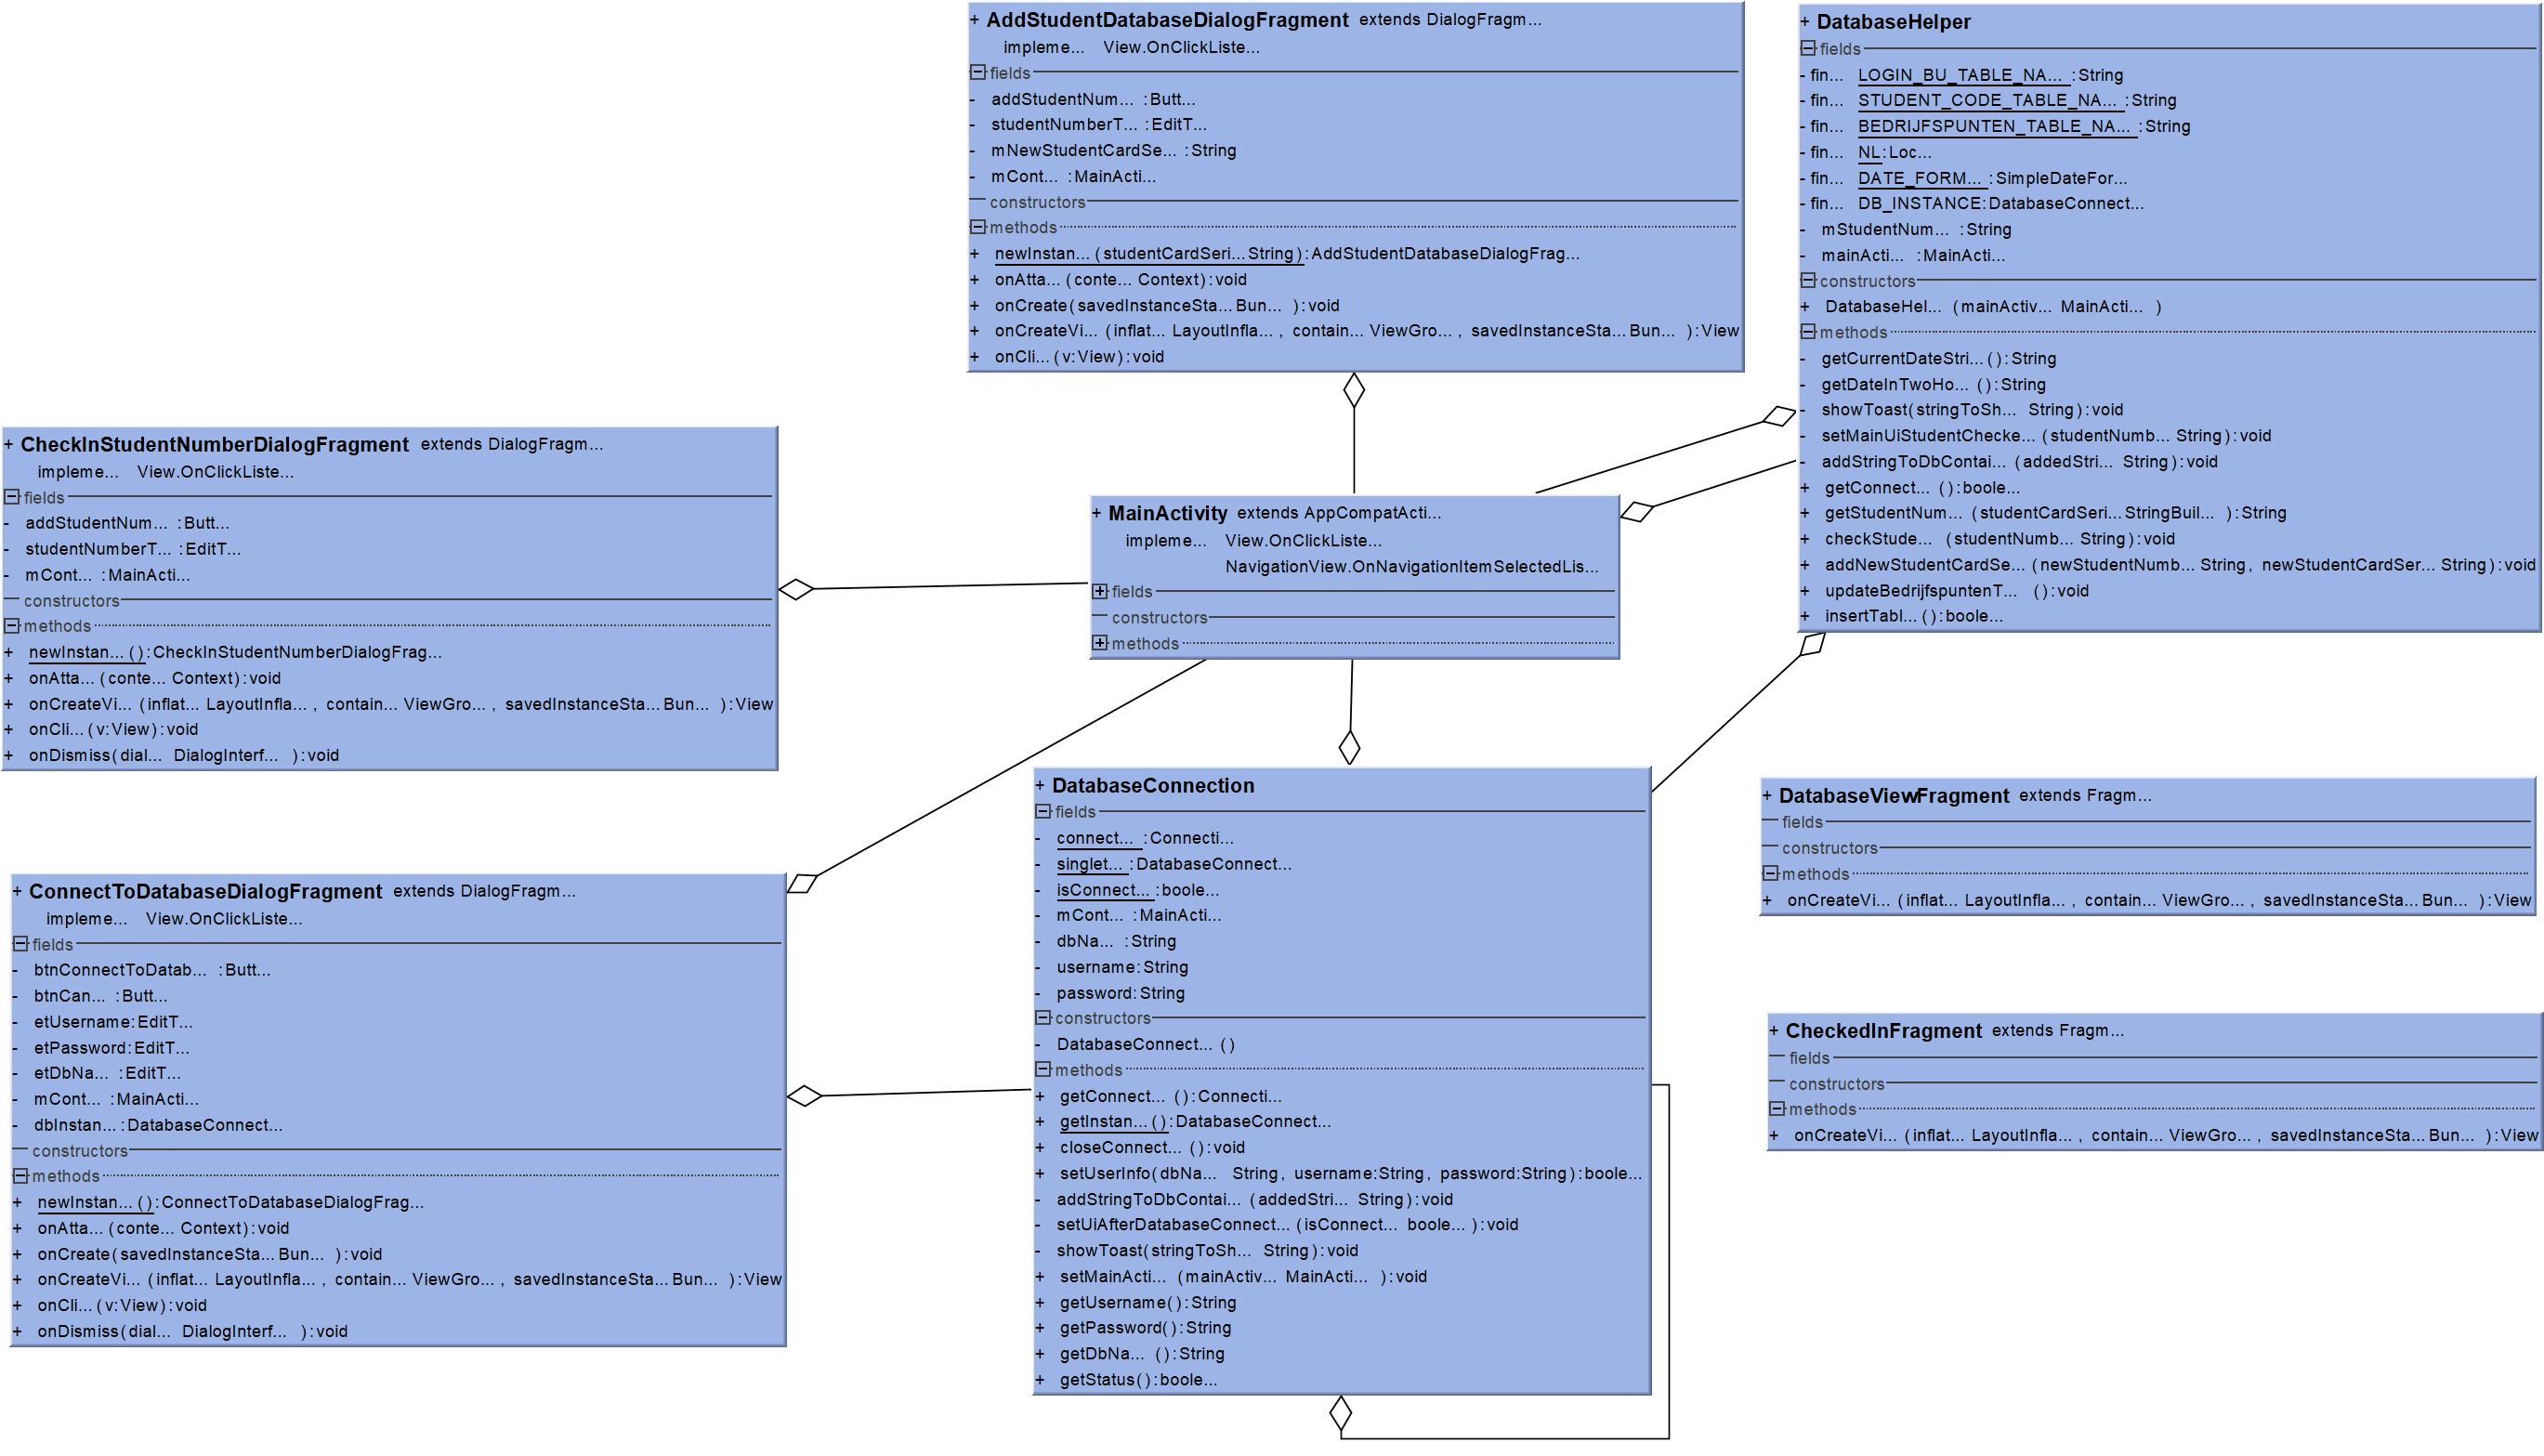 + AddStudentDatabaseDialogFragment extends DialogFragm...
impleme... View.OnClickListe...
fields
- addStudentNum... :Butt...
- studentNumberT... :EditT...
- mNewStudentCardSe... :String
- mCont... :MainActi...
constructors
methods
+ newInstan... (studentCardSeri... String):AddStudentDatabaseDialogFrag...
+ onAtta... (conte... Context):void
+ onCreate(savedInstanceSta... Bun... ):void
+ onCreateVi... (inflat... LayoutInfla... , contain... ViewGro... , savedInstanceSta... Bun... ):View
+ onCli... (v:View):void
+ DatabaseHelper
fields
- fin... LOGIN_BU_TABLE_NA... :String
- fin... STUDENT_CODE_TABLE_NA... :String
- fin... BEDRIJFSPUNTEN_TABLE_NA... :String
- fin... NL:Loc...
- fin... DATE_FORM... :SimpleDateFor...
- fin... DB_INSTANCE:DatabaseConnect...
- mStudentNum... :String
- mainActi... :MainActi...
constructors
+ DatabaseHel... (mainActiv... MainActi... )
methods
- getCurrentDateStri... ():String
- getDateInTwoHo... ():String
- showToast(stringToSh... String):void
- setMainUiStudentChecke... (studentNumb... String):void
- addStringToDbContai... (addedStri... String):void
+ getConnect... ():boole...
+ getStudentNum... (studentCardSeri... StringBuil... ):String
+ checkStude... (studentNumb... String):void
+ addNewStudentCardSe... (newStudentNumb... String, newStudentCardSer... String):void
+ updateBedrijfspuntenT... ():void
+ insertTabl... ():boole...
+ CheckInStudentNumberDialogFragment extends DialogFragm...
impleme... View.OnClickListe...
fields
- addStudentNum... :Butt...
- studentNumberT... :EditT...
- mCont... :MainActi...
constructors
methods
+ newInstan... ():CheckInStudentNumberDialogFrag...
+ onAtta... (conte... Context):void
+ onCreateVi... (inflat... LayoutInfla... , contain... ViewGro... , savedInstanceSta... Bun... ):View
+ onCli... (v:View):void
+ onDismiss(dial... DialogInterf... ):void
+ MainActivity extends AppCompatActi...
impleme... View.OnClickListe...
NavigationView.OnNavigationItemSelectedLis...
fields
constructors
methods
+ DatabaseConnection
fields
- connect... :Connecti...
- singlet... :DatabaseConnect...
- isConnect... :boole...
- mCont... :MainActi...
- dbNa... :String
- username:String
- password:String
constructors
- DatabaseConnect... ()
methods
+ getConnect... ():Connecti...
+ getInstan... ():DatabaseConnect...
+ closeConnect... ():void
+ setUserInfo(dbNa... String, username:String, password:String):boole...
- addStringToDbContai... (addedStri... String):void
- setUiAfterDatabaseConnect... (isConnect... boole... ):void
- showToast(stringToSh... String):void
+ setMainActi... (mainActiv... MainActi... ):void
+ getUsername():String
+ getPassword():String
+ getDbNa... ():String
+ getStatus():boole...
+ DatabaseViewFragment extends Fragm...
fields
constructors
methods
+ onCreateVi... (inflat... LayoutInfla... , contain... ViewGro... , savedInstanceSta... Bun... ):View
+ ConnectToDatabaseDialogFragment extends DialogFragm...
impleme... View.OnClickListe...
fields
- btnConnectToDatab... :Butt...
- btnCan... :Butt...
- etUsername:EditT...
- etPassword:EditT...
- etDbNa... :EditT...
- mCont... :MainActi...
- dbInstan... :DatabaseConnect...
constructors
methods
+ newInstan... ():ConnectToDatabaseDialogFrag...
+ onAtta... (conte... Context):void
+ onCreate(savedInstanceSta... Bun... ):void
+ onCreateVi... (inflat... LayoutInfla... , contain... ViewGro... , savedInstanceSta... Bun... ):View
+ onCli... (v:View):void
+ onDismiss(dial... DialogInterf... ):void
+ CheckedInFragment extends Fragm...
fields
constructors
methods
+ onCreateVi... (inflat... LayoutInfla... , contain... ViewGro... , savedInstanceSta... Bun... ):View